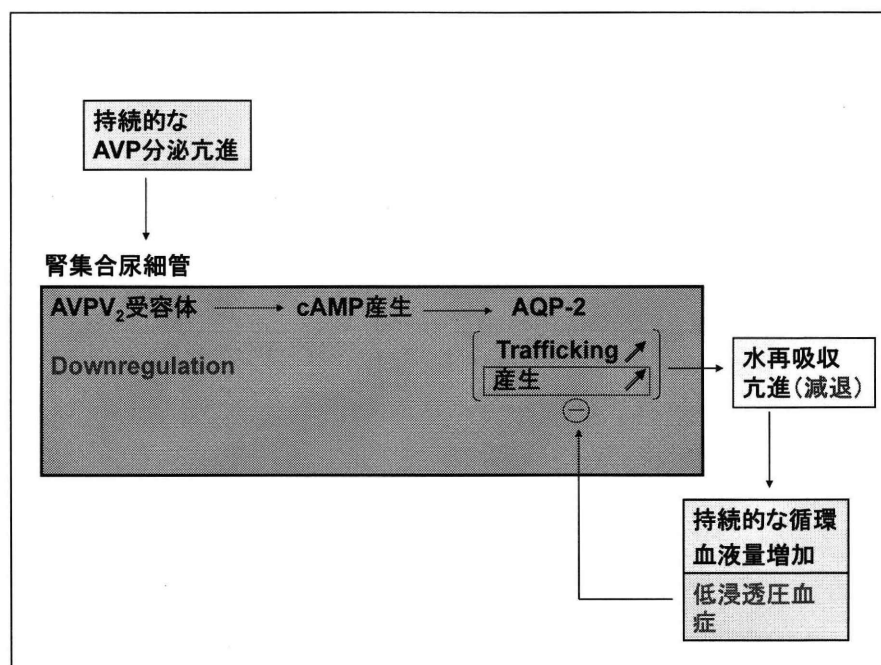 持続的な
AVP分泌亢進
腎集合尿細管
AVPV₂受容体 cAMP産生 AQP-2
Downregulation
Trafficking
産生
水再吸収
亢進(減退)
持続的な循環
血液量増加
低浸透圧血
症